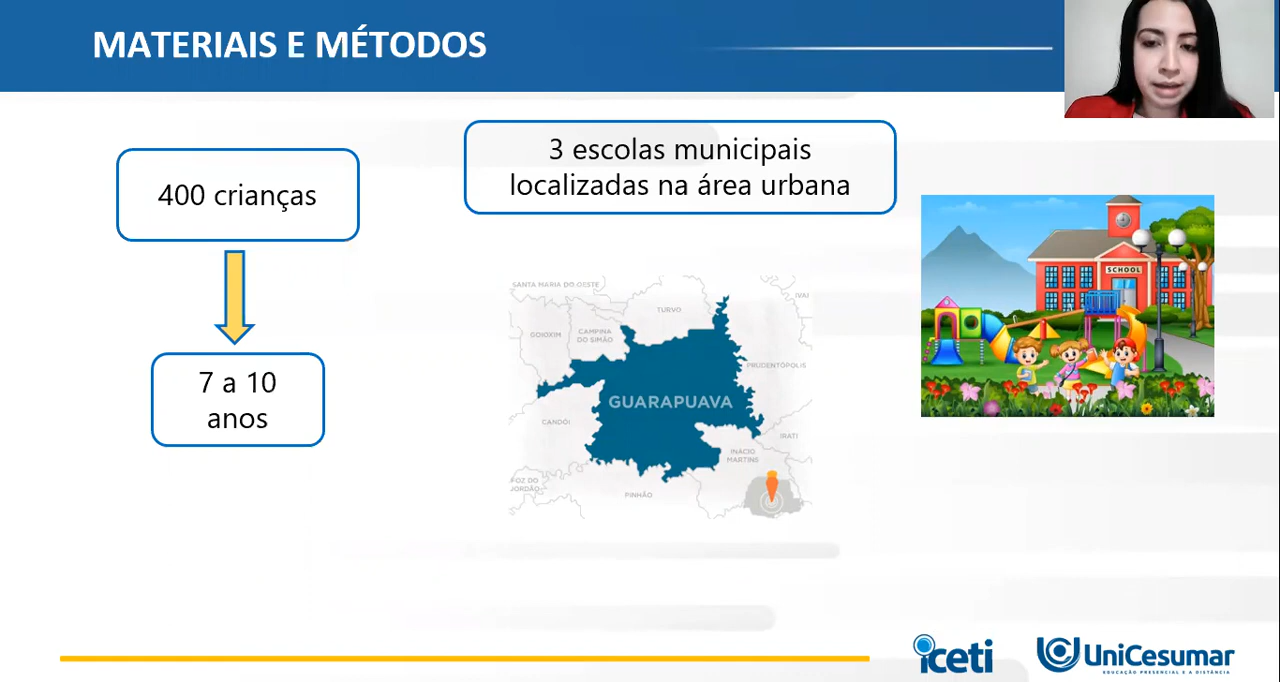 MATERIAIS E MÉTODOS
400 crianças
7 a 10
anos
3 escolas municipais
localizadas na área urbana
SANTA MARIA DO OESTE
TURVO
IVAI
GOIOXIM
CAMPINA
DO SIMÃO
PRUDENTÓPOLIS
GUARAPUAVA
CANDÓI
IRATI
INÁCIO
MARTINS
FOZ DO
JORDÃO
PINHÃO
SCHOOL
iceti
UniCesumar
EDUCAÇÃO PRESENCIAL E A DISTÂNCIA